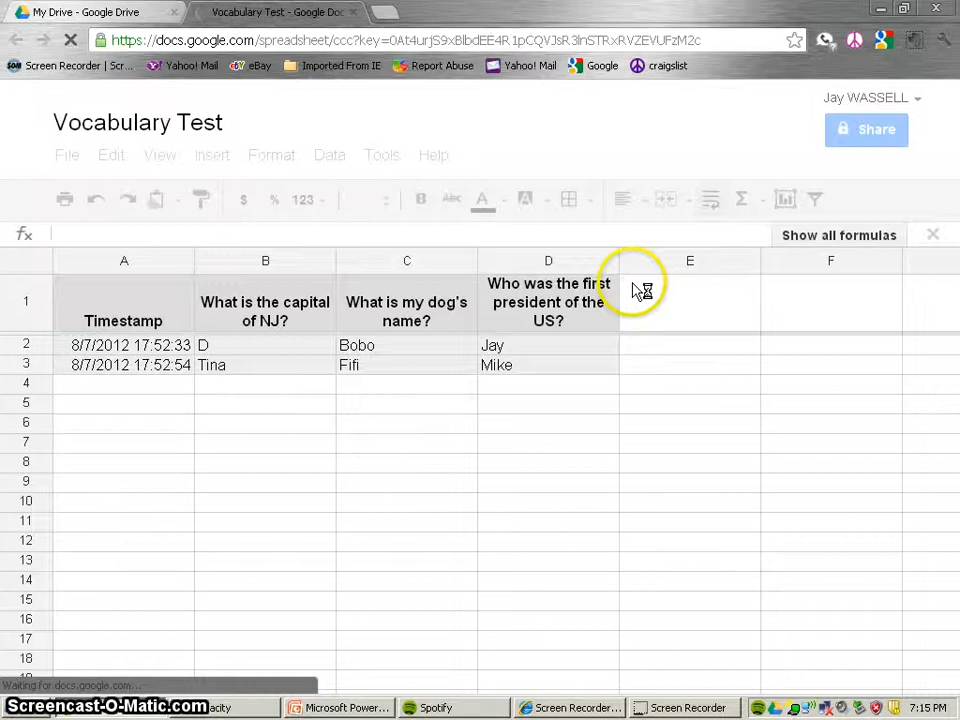 My Drive - Google Drive
Vocabulary Test - Google Doc
https://docs.google.com/spreadsheet/ccc?key=0At4urjS9xBlbdEE4R1pCQVJsR3lnSTRxRVZEVUFzM2c
Screen Recorder | Scr...
Yahoo! Mail
eBay
Imported From IE
Report Abuse
Yahoo! Mail
Google
craigslist
Jay WASSELL
Vocabulary Test
Share
File Edit View Insert Format Data Tools Help
$ % 123 B Abc A A Σ
fx
Show all formulas
A B C D E F
1
Timestamp
What is the capital
of NJ?
What is my dog's
name?
Who was the first
president of the
US?
2 8/7/2012 17:52:33 D Bobo Jay
3 8/7/2012 17:52:54 Tina Fifi Mike
4
5
6
7
8
9
10
11
12
13
14
15
16
17
18
Waiting for docs.google.com...
Screencast-O-Matic.com
acity
Microsoft Power...
Spotify
Screen Recorder...
Screen Recorder
7:15 PM